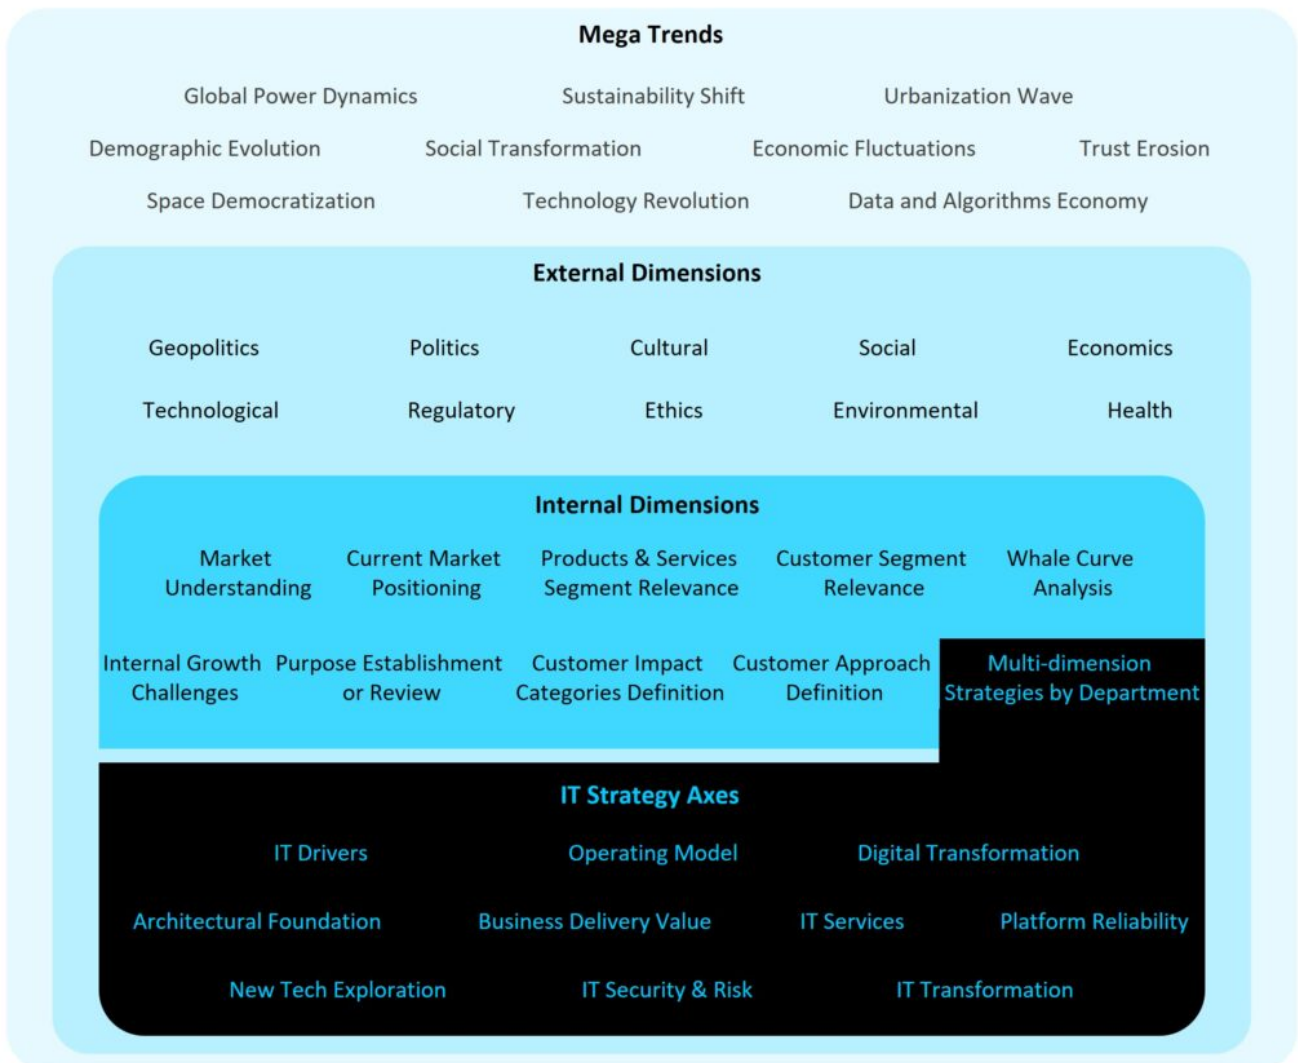 Mega Trends
Global Power Dynamics Sustainability Shift Urbanization Wave
Demographic Evolution Social Transformation Economic Fluctuations Trust Erosion
Space Democratization Technology Revolution Data and Algorithms Economy
External Dimensions
Geopolitics Politics Cultural Social Economics
Technological Regulatory Ethics Environmental Health
Internal Dimensions
Market Understanding
Current Market Positioning
Products & Services Segment Relevance
Customer Segment Relevance
Whale Curve Analysis
Internal Growth Challenges
Purpose Establishment or Review
Customer Impact Categories Definition
Customer Approach Definition
Multi-dimension Strategies by Department
IT Strategy Axes
IT Drivers Operating Model Digital Transformation
Architectural Foundation Business Delivery Value IT Services Platform Reliability
New Tech Exploration IT Security & Risk IT Transformation